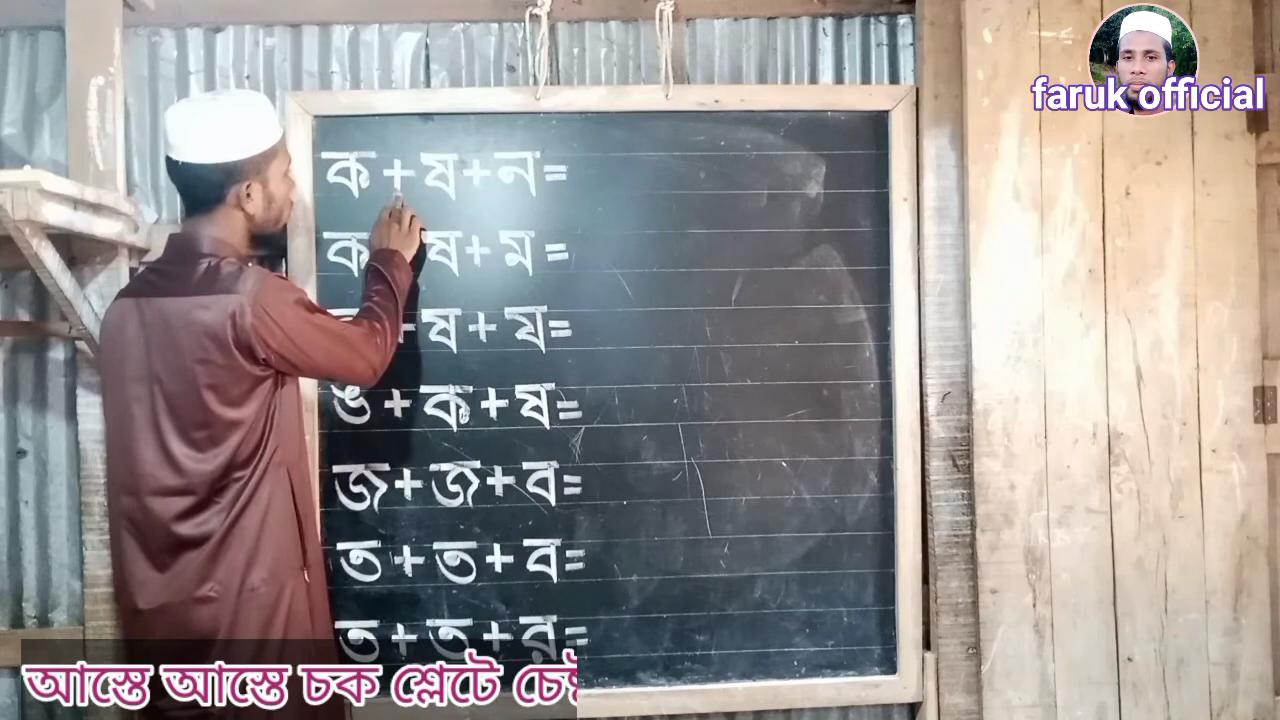 faruk official
ক + ষ + ন =
ক ষ + ম =
+ ষ + য =
ঙ + ক + ষ =
জ + জ + ব =
ত + ত + ব =
ত + ত + র =
আস্তে আস্তে চক শ্লেটে